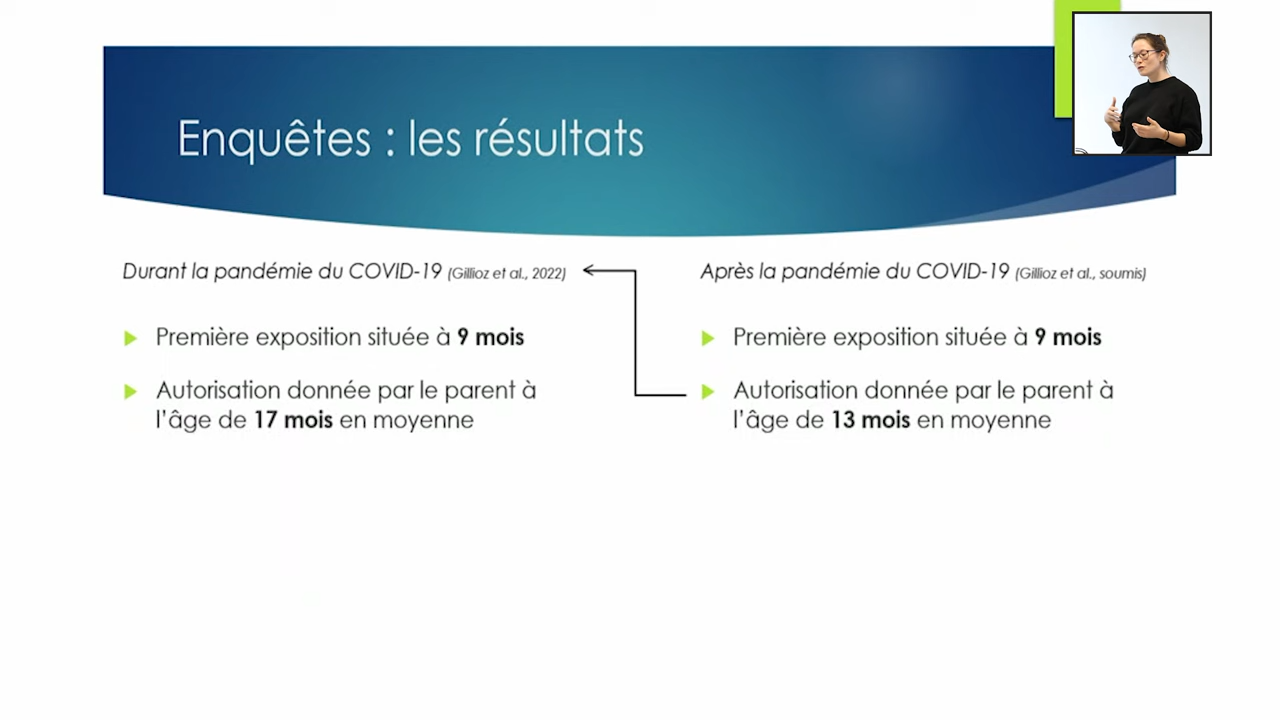 Enquêtes : les résultats
Durant la pandémie du COVID-19 (Gillioz et al., 2022)
Première exposition située à 9 mois
Autorisation donnée par le parent à
l'âge de 17 mois en moyenne
Après la pandémie du COVID-19 (Gillioz et al., soumis)
Première exposition située à 9 mois
Autorisation donnée par le parent à
l'âge de 13 mois en moyenne